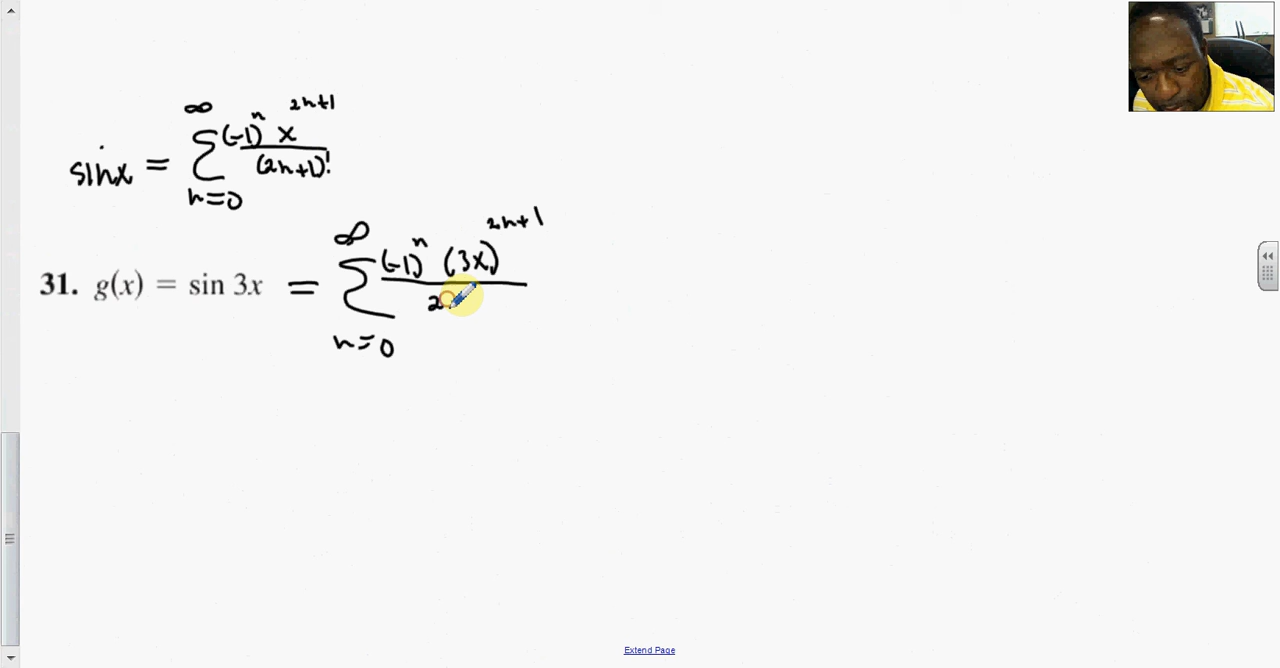 sin x = ∑_{n=0}^{∞} (-1)^n x^{2n+1} / (2n+1)!
31. g(x) = sin 3x = ∑_{n=0}^{∞} (-1)^n (3x)^{2n+1} / 2
Extend Page